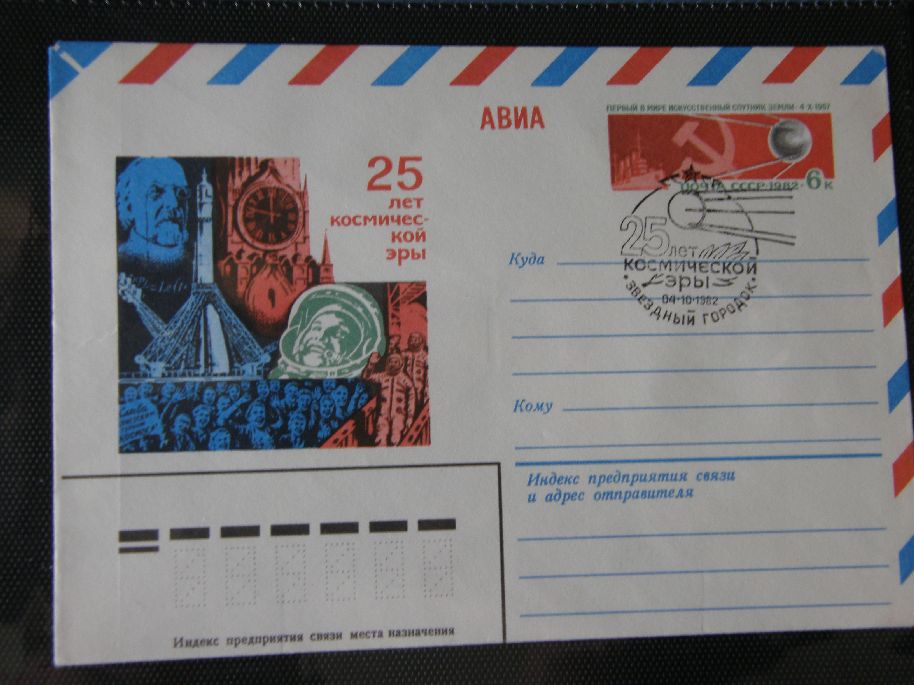 АВИА
ПЕРВЫЙ В МИРЕ ИСКУССТВЕННЫЙ СПУТНИК ЗЕМЛИ · 4·X·1957
ПОЧТА СССР·1982· 6 к
25
лет
космичес-
кой
эры
25 лет
космической
эры
04·10·1982
· ЗВЕЗДНЫЙ ГОРОДОК ·
Куда
Кому
Индекс предприятия связи
и адрес отправителя
Индекс предприятия связи места назначения